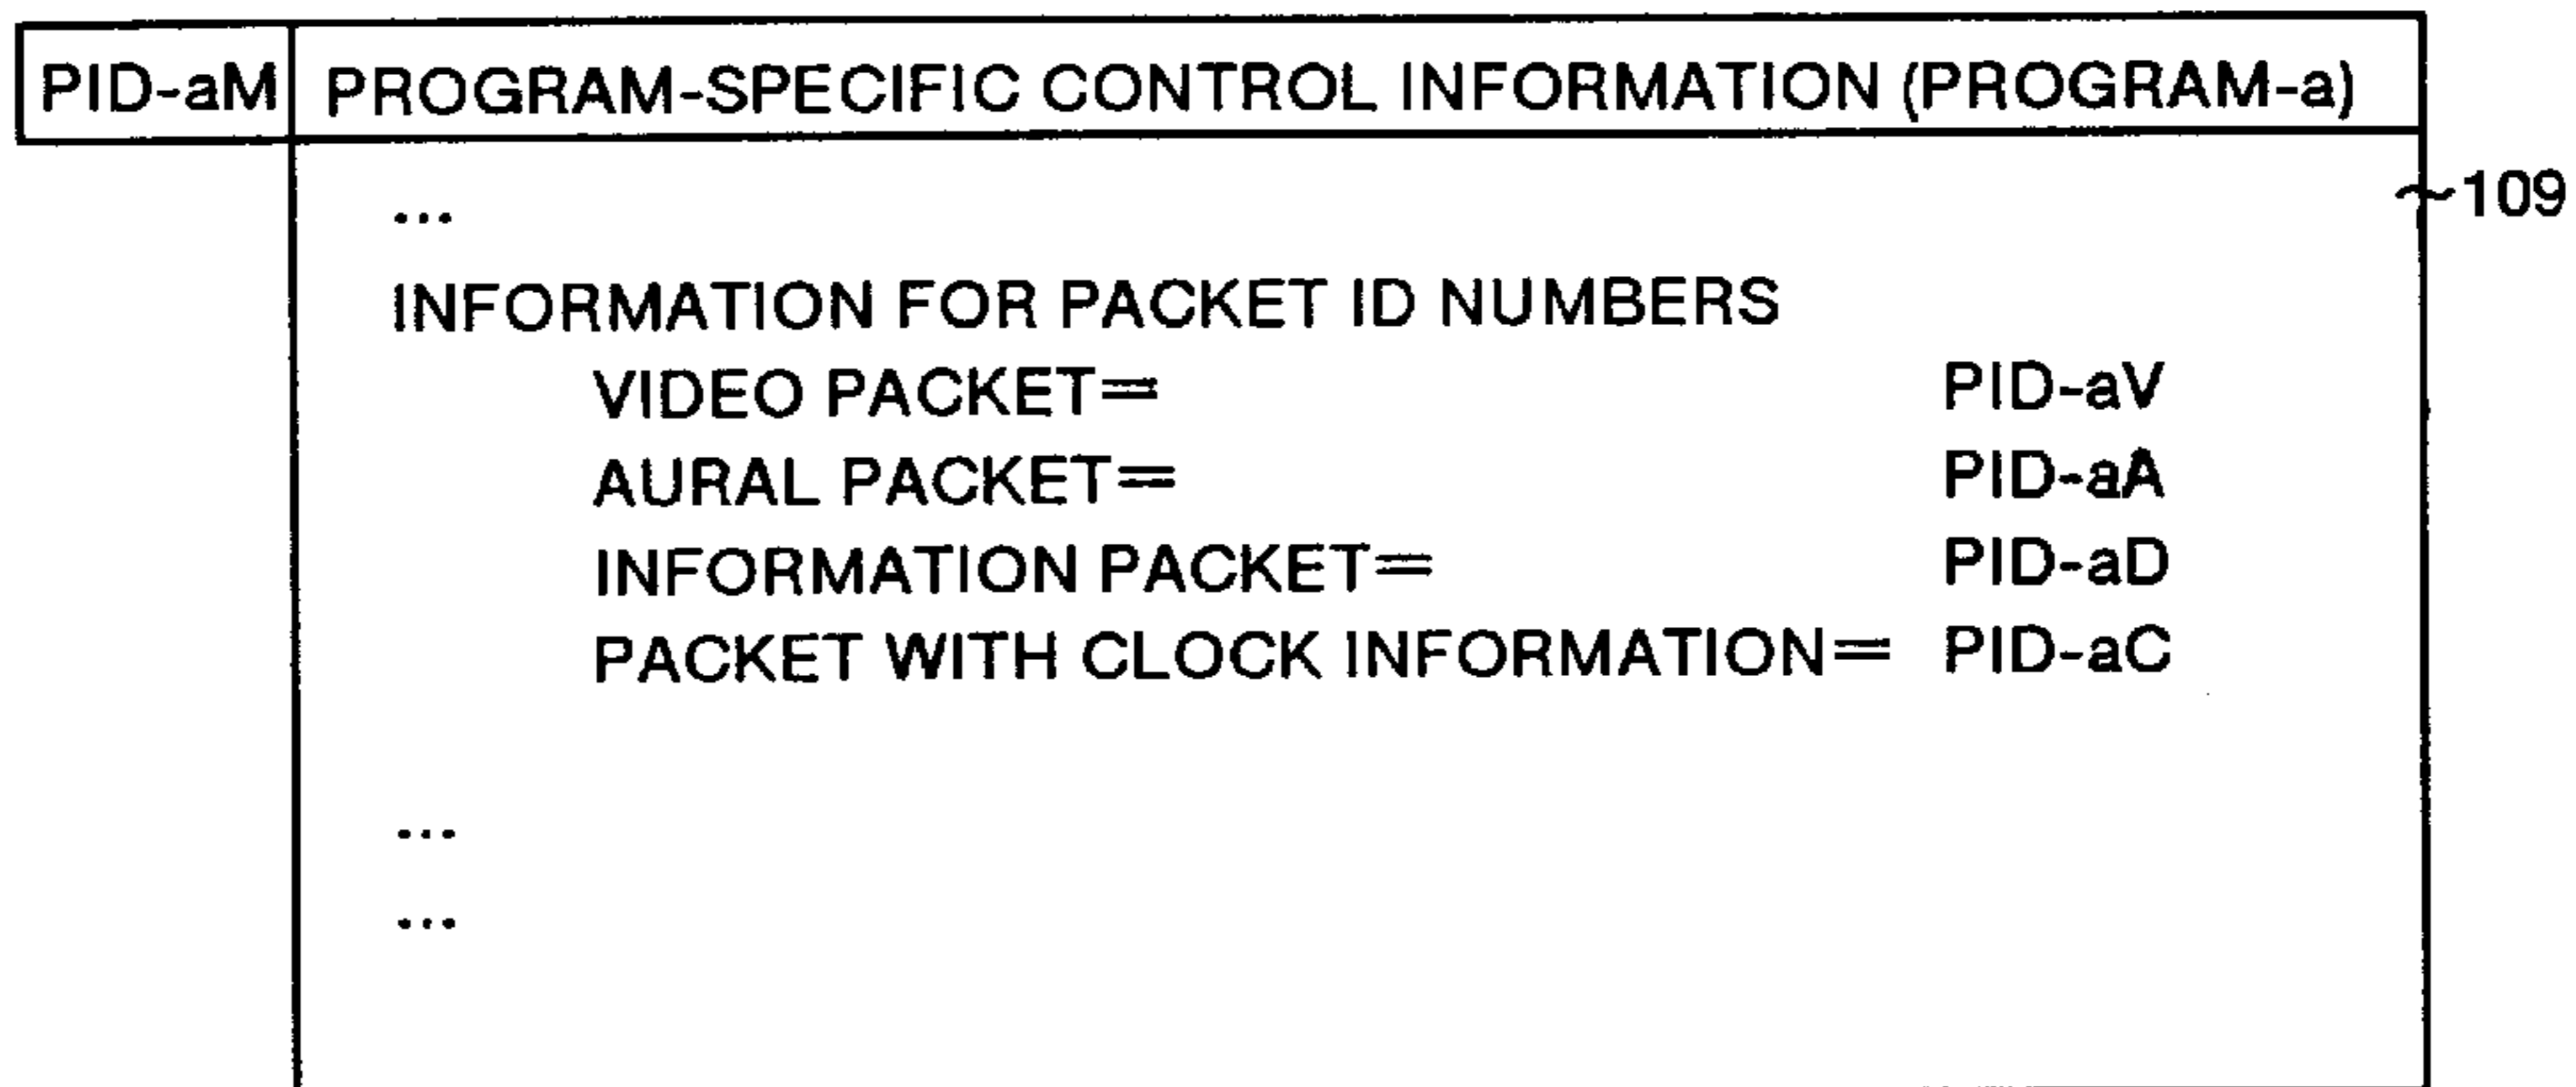 PID-aM PROGRAM-SPECIFIC CONTROL INFORMATION (PROGRAM-a)
... ~109
INFORMATION FOR PACKET ID NUMBERS
VIDEO PACKET= PID-aV
AURAL PACKET= PID-aA
INFORMATION PACKET= PID-aD
PACKET WITH CLOCK INFORMATION= PID-aC
...
...